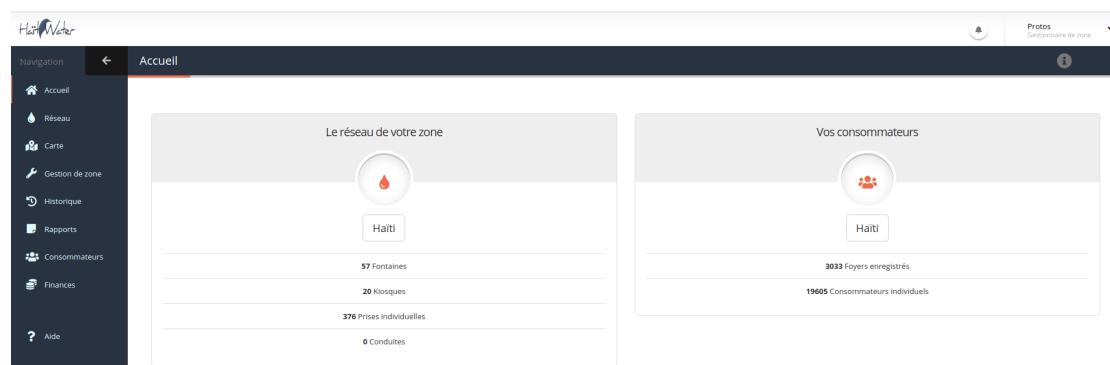 HaïtiWater
Protos
Gestionnaire de zone
Navigation
Accueil
Accueil
Réseau
Carte
Gestion de zone
Historique
Rapports
Consommateurs
Finances
Aide
Le réseau de votre zone
Haïti
57 Fontaines
20 Kiosques
376 Prises individuelles
0 Conduites
Vos consommateurs
Haïti
3033 Foyers enregistrés
19605 Consommateurs individuels